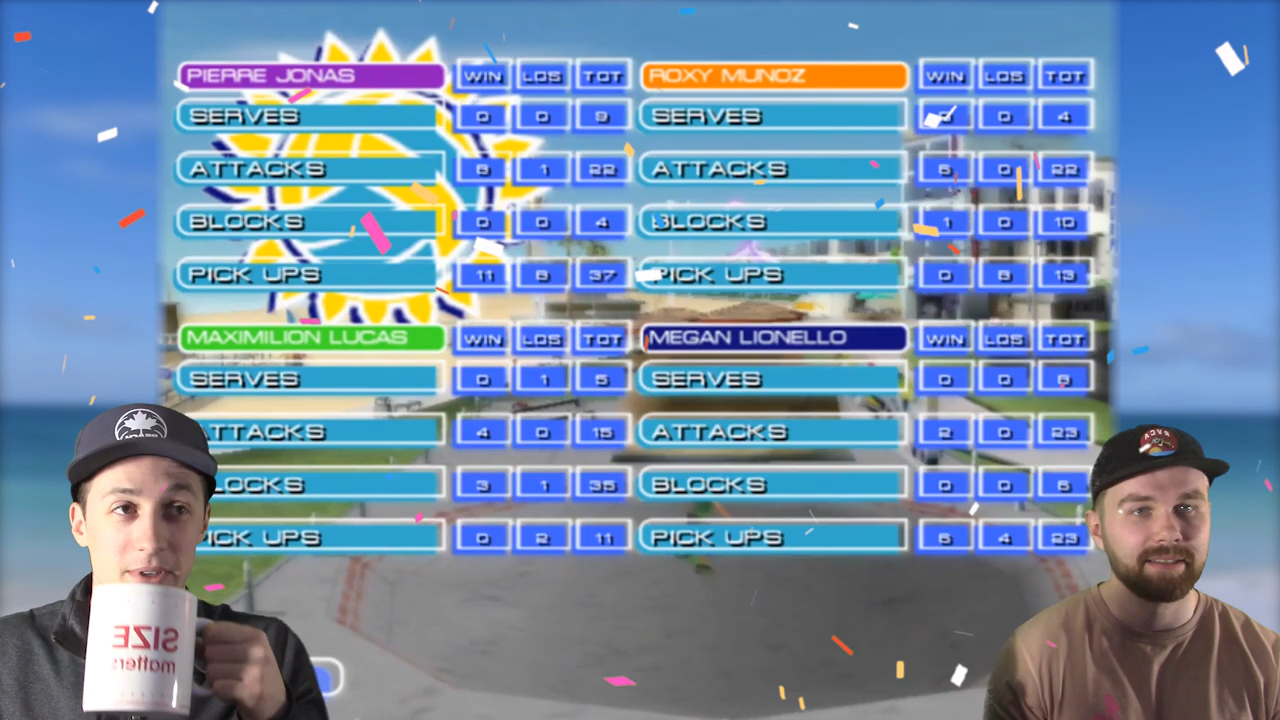 PIERRE JONAS WIN LOS TOT
SERVES 0 0 9
ATTACKS 8 1 22
BLOCKS 0 0 4
PICK UPS 11 8 37
ROXY MUNOZ WIN LOS TOT
SERVES 0 4
ATTACKS 6 0 22
BLOCKS 1 0 10
PICK UPS 0 8 13
MAXIMILION LUCAS WIN LOS TOT
SERVES 0 1 5
ATTACKS 4 0 15
BLOCKS 3 1 35
PICK UPS 0 2 11
MEGAN LIONELLO WIN LOS TOT
SERVES 0 0
ATTACKS 2 0 23
BLOCKS 0 0 6
PICK UPS 6 4 23
SIZE
matters